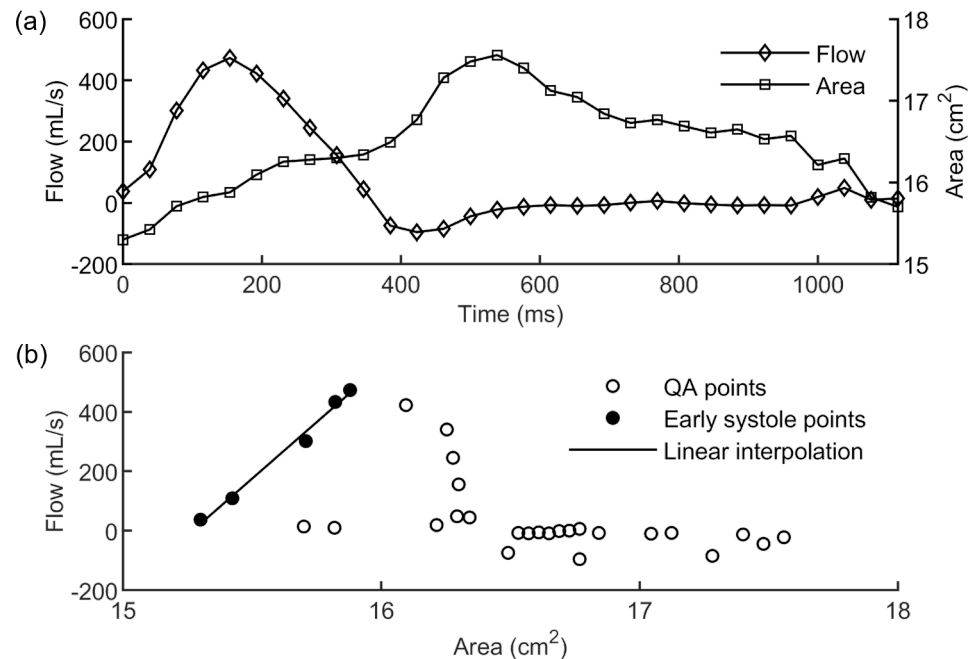 (a)
600
400
200
0
-200
Flow (mL/s)
18
17
16
15
Area (cm²)
Flow
Area
0 200 400 600 800 1000
Time (ms)
(b)
600
400
200
0
-200
Flow (mL/s)
QA points
Early systole points
Linear interpolation
15 16 17 18
Area (cm²)